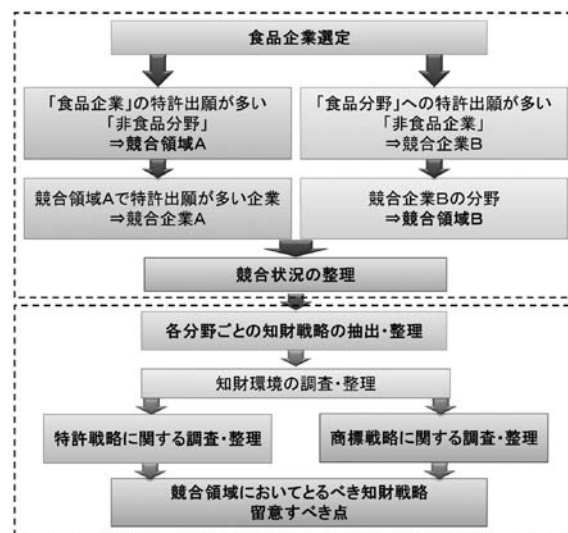 食品企業選定
「食品企業」の特許出願が多い
「非食品分野」
⇒競合領域A
「食品分野」への特許出願が多い
「非食品企業」
⇒競合企業B
競合領域Aで特許出願が多い企業
⇒競合企業A
競合企業Bの分野
⇒競合領域B
競合状況の整理
各分野ごとの知財戦略の抽出・整理
知財環境の調査・整理
特許戦略に関する調査・整理
商標戦略に関する調査・整理
競合領域においてとるべき知財戦略
留意すべき点